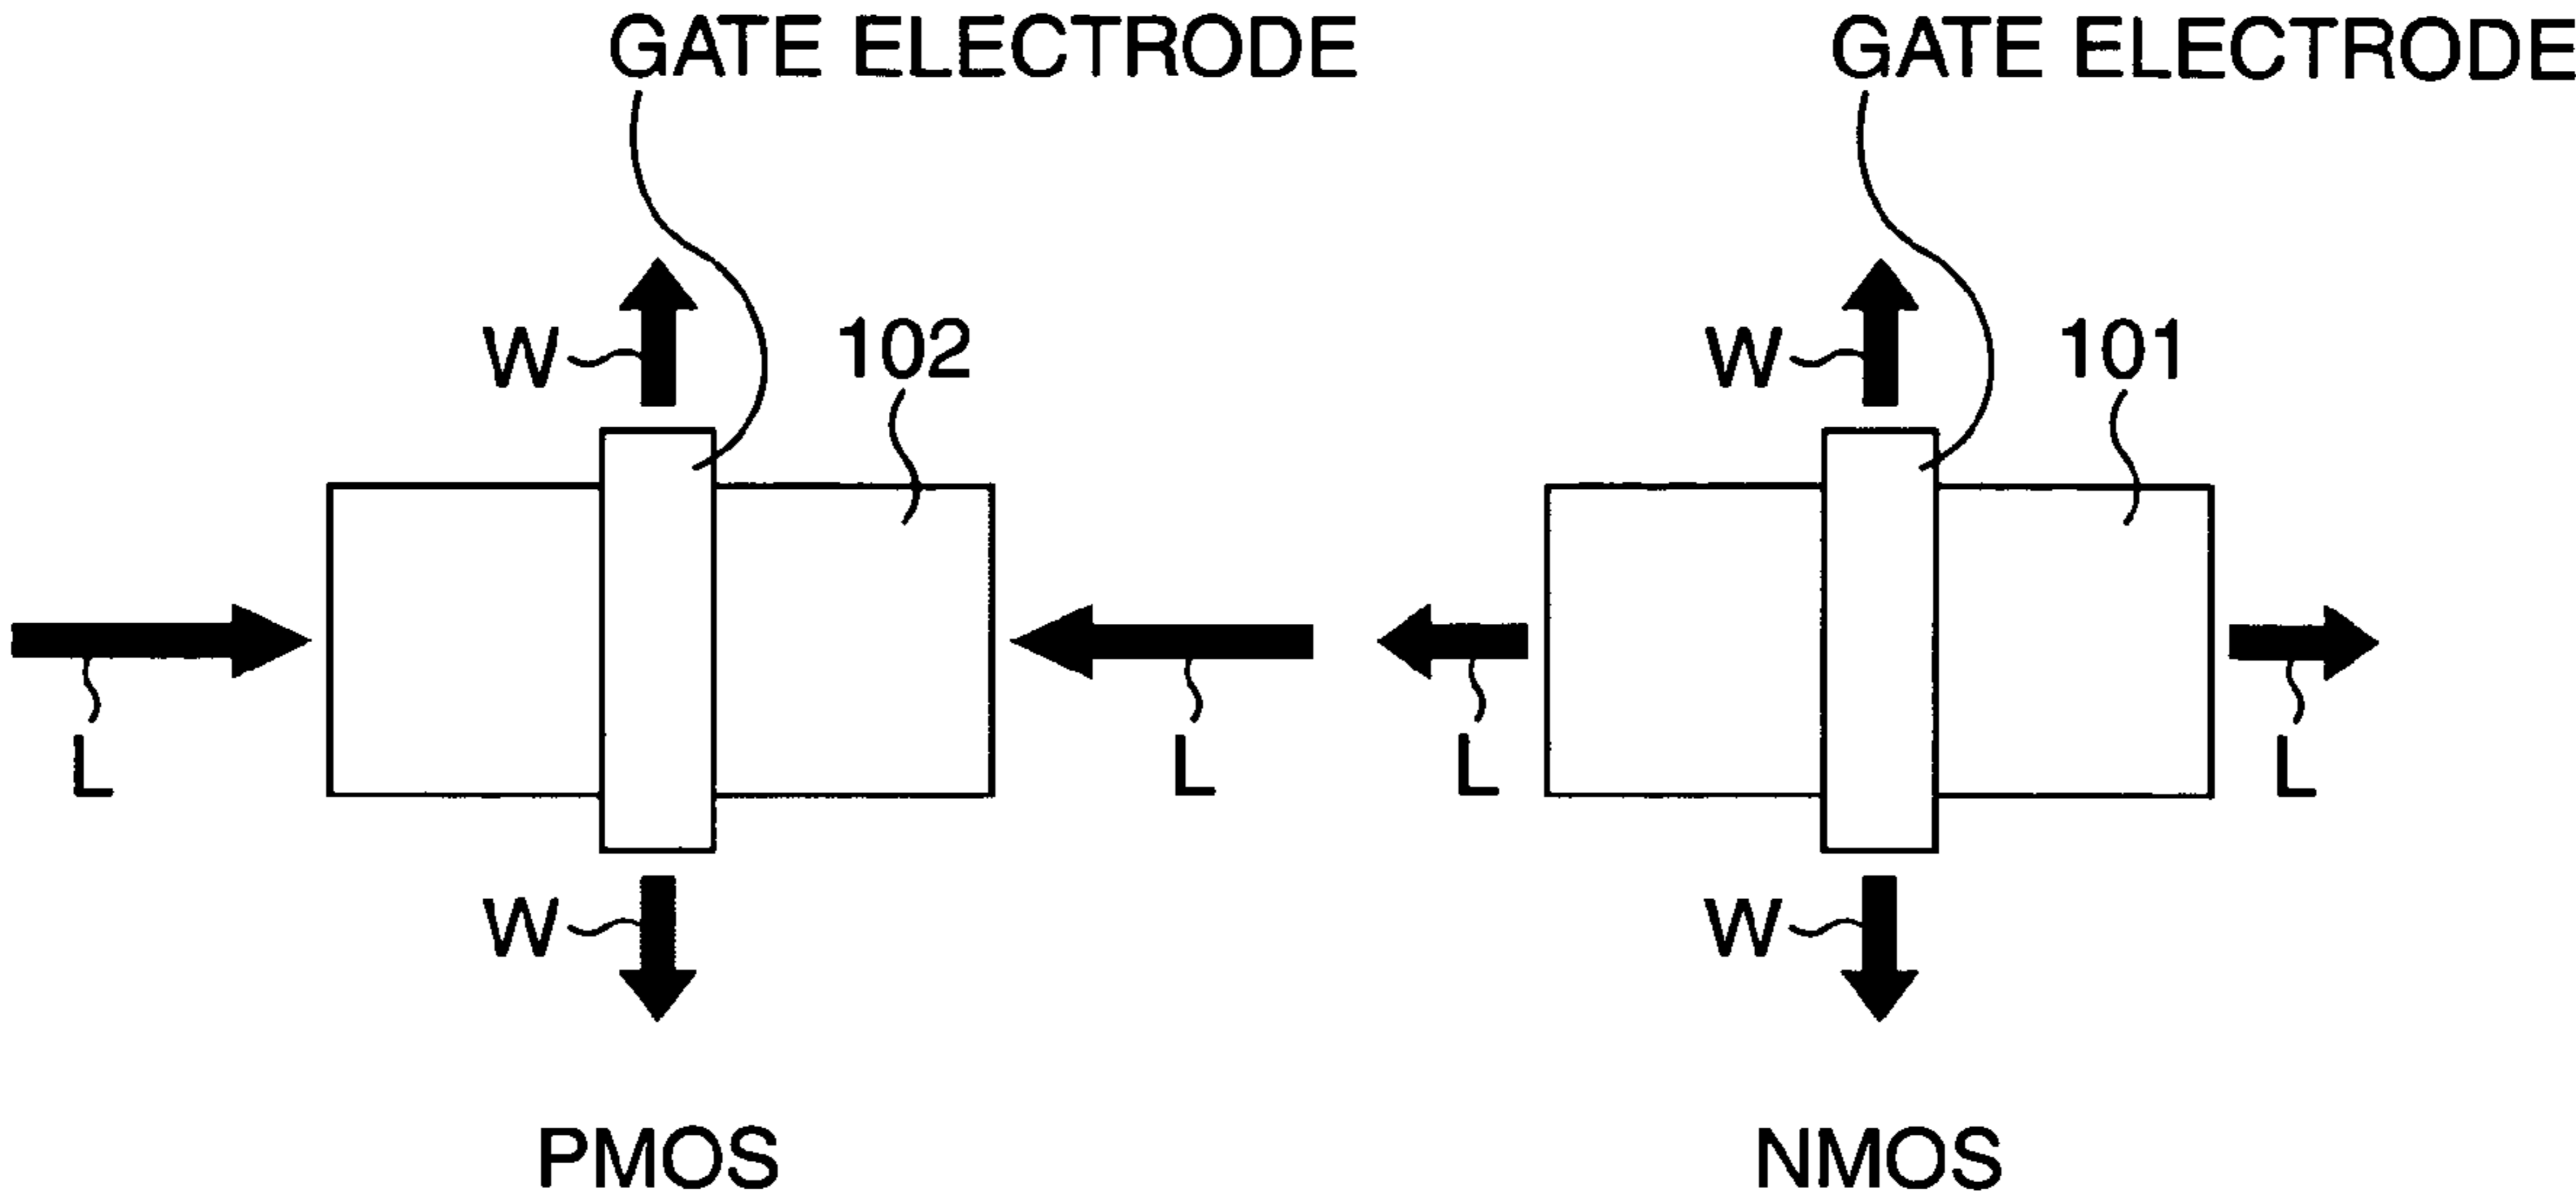 GATE ELECTRODE GATE ELECTRODE
W 102 W 101
L L L L
W W
PMOS NMOS